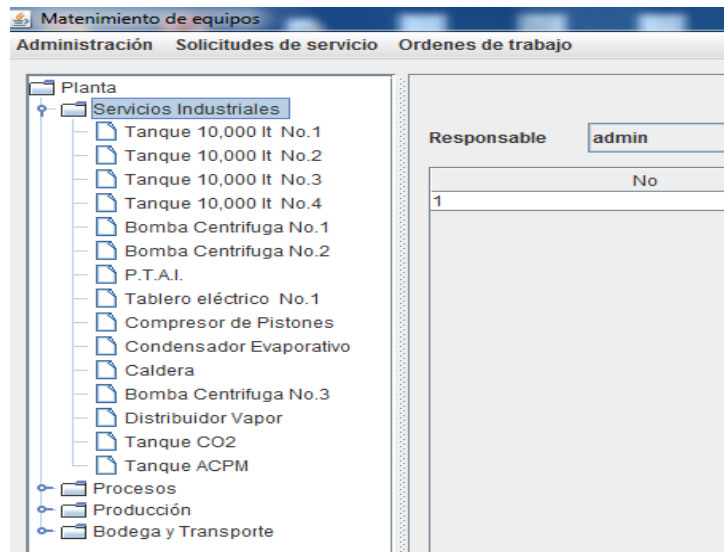 Matenimiento de equipos
Administración Solicitudes de servicio Ordenes de trabajo
Planta
Servicios Industriales
Tanque 10,000 lt No.1
Tanque 10,000 lt No.2
Tanque 10,000 lt No.3
Tanque 10,000 lt No.4
Bomba Centrifuga No.1
Bomba Centrifuga No.2
P.T.A.I.
Tablero eléctrico No.1
Compresor de Pistones
Condensador Evaporativo
Caldera
Bomba Centrifuga No.3
Distribuidor Vapor
Tanque CO2
Tanque ACPM
Procesos
Producción
Bodega y Transporte
Responsable admin
No
1